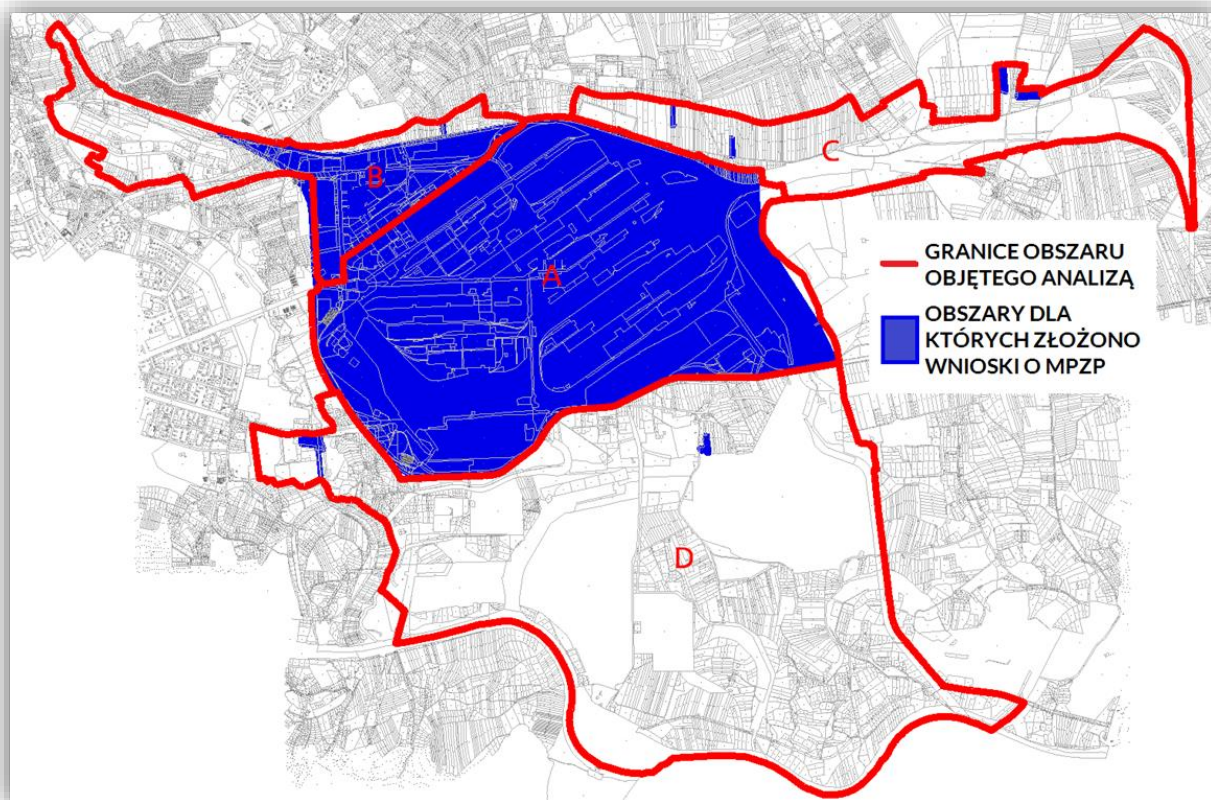 B
C
A
GRANICE OBSZARU
OBJĘTEGO ANALIZĄ
OBSZARY DLA
KTÓRYCH ZŁOŻONO
WNIOSKI O MPZP
D